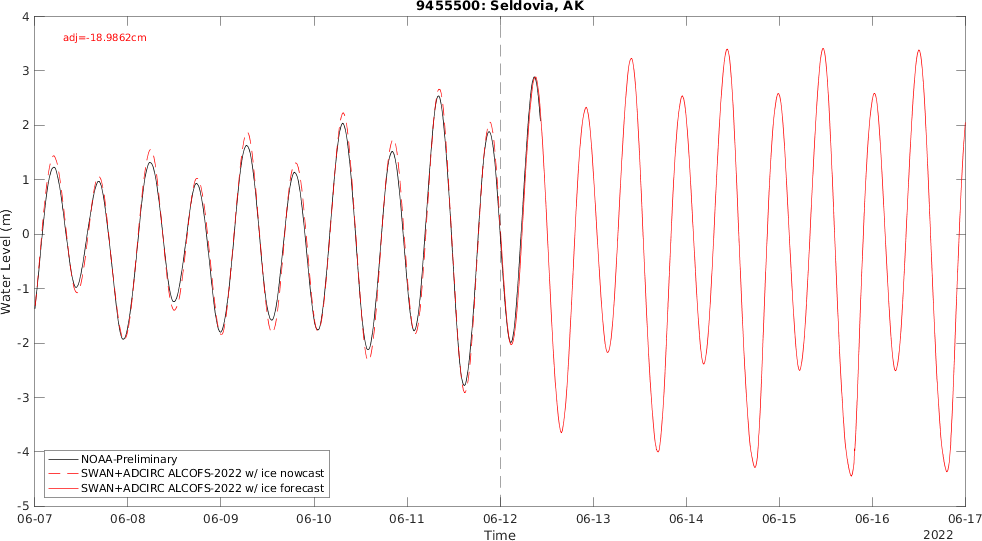 9455500: Seldovia, AK
adj=-18.9862cm
4
3
2
1
0
-1
-2
-3
-4
-5
Water Level (m)
NOAA-Preliminary
SWAN+ADCIRC ALCOFS-2022 w/ ice nowcast
SWAN+ADCIRC ALCOFS-2022 w/ ice forecast
06-07 06-08 06-09 06-10 06-11 06-12 06-13 06-14 06-15 06-16 06-17
Time
2022